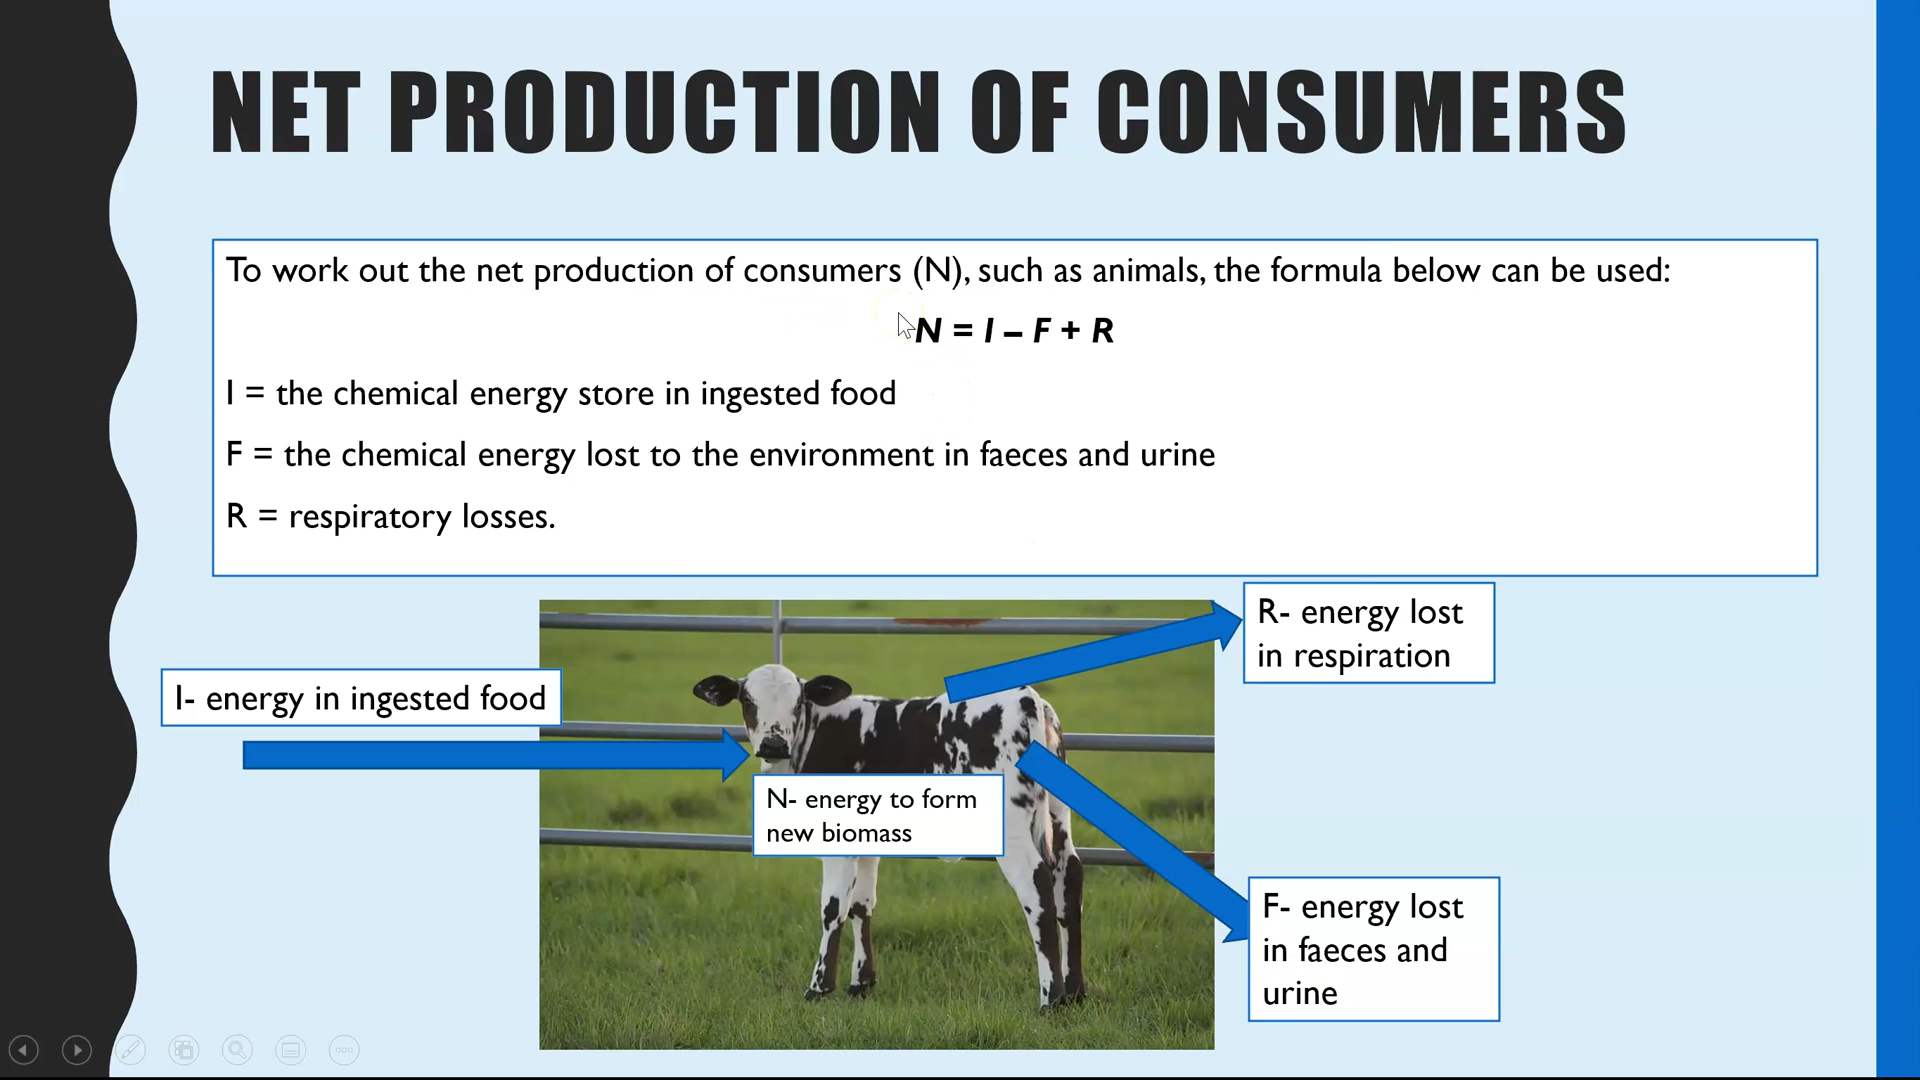 NET PRODUCTION OF CONSUMERS
To work out the net production of consumers (N), such as animals, the formula below can be used:
N = I – F + R
I = the chemical energy store in ingested food
F = the chemical energy lost to the environment in faeces and urine
R = respiratory losses.
R- energy lost
in respiration
I- energy in ingested food
N- energy to form
new biomass
F- energy lost
in faeces and
urine